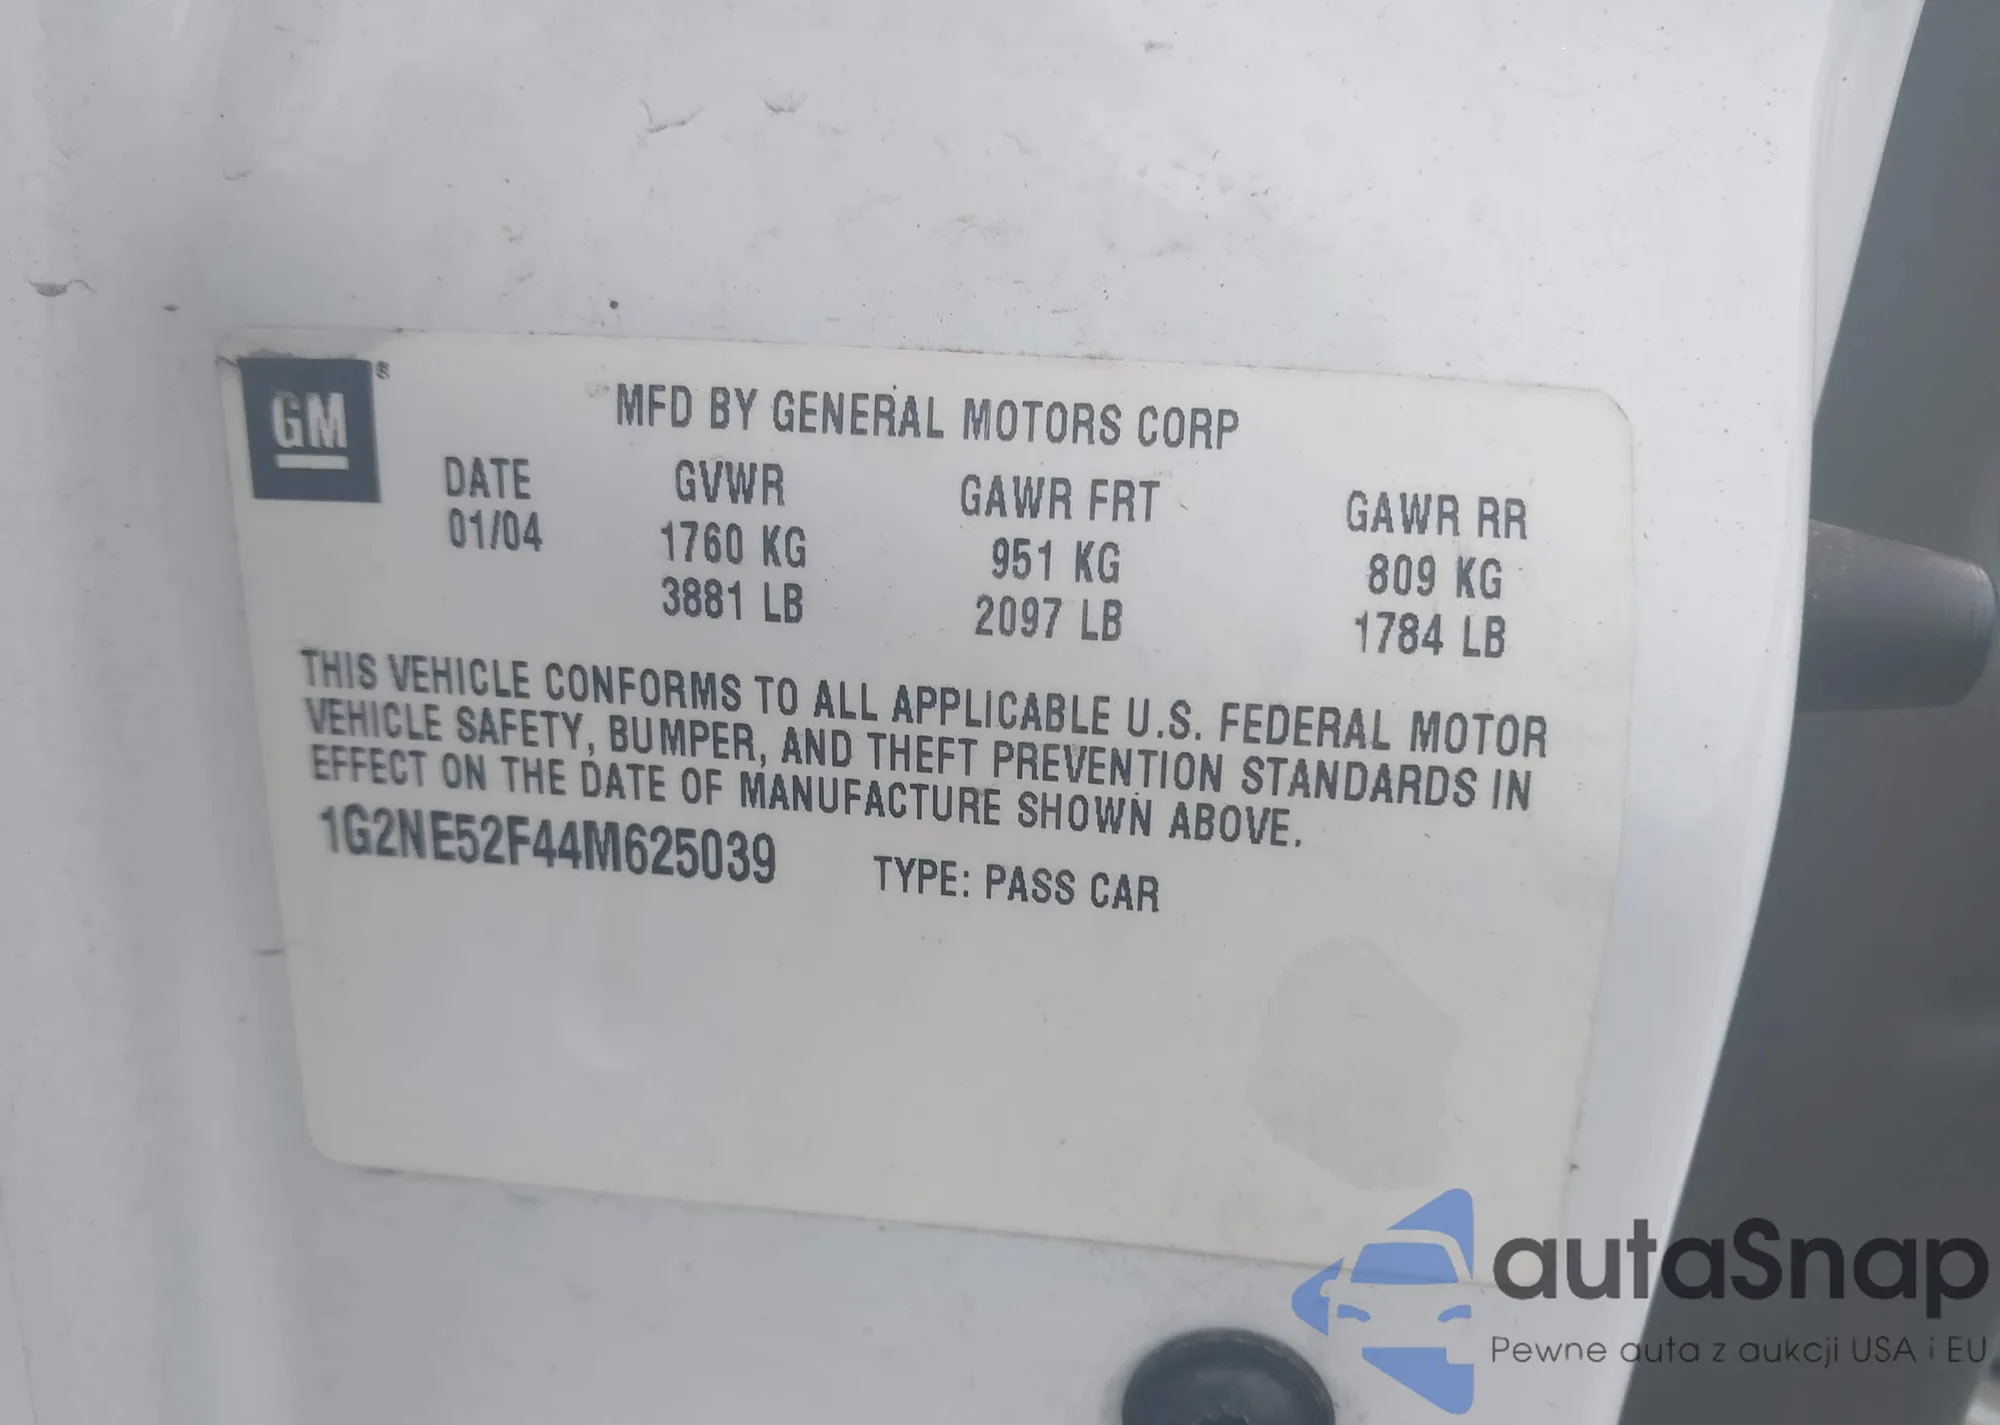 GM®
MFD BY GENERAL MOTORS CORP
DATE GVWR GAWR FRT GAWR RR
01/04 1760 KG 951 KG 809 KG
3881 LB 2097 LB 1784 LB
THIS VEHICLE CONFORMS TO ALL APPLICABLE U.S. FEDERAL MOTOR
VEHICLE SAFETY, BUMPER, AND THEFT PREVENTION STANDARDS IN
EFFECT ON THE DATE OF MANUFACTURE SHOWN ABOVE.
1G2NE52F44M625039 TYPE: PASS CAR
autaSnap
Pewne auta z aukcji USA i EU